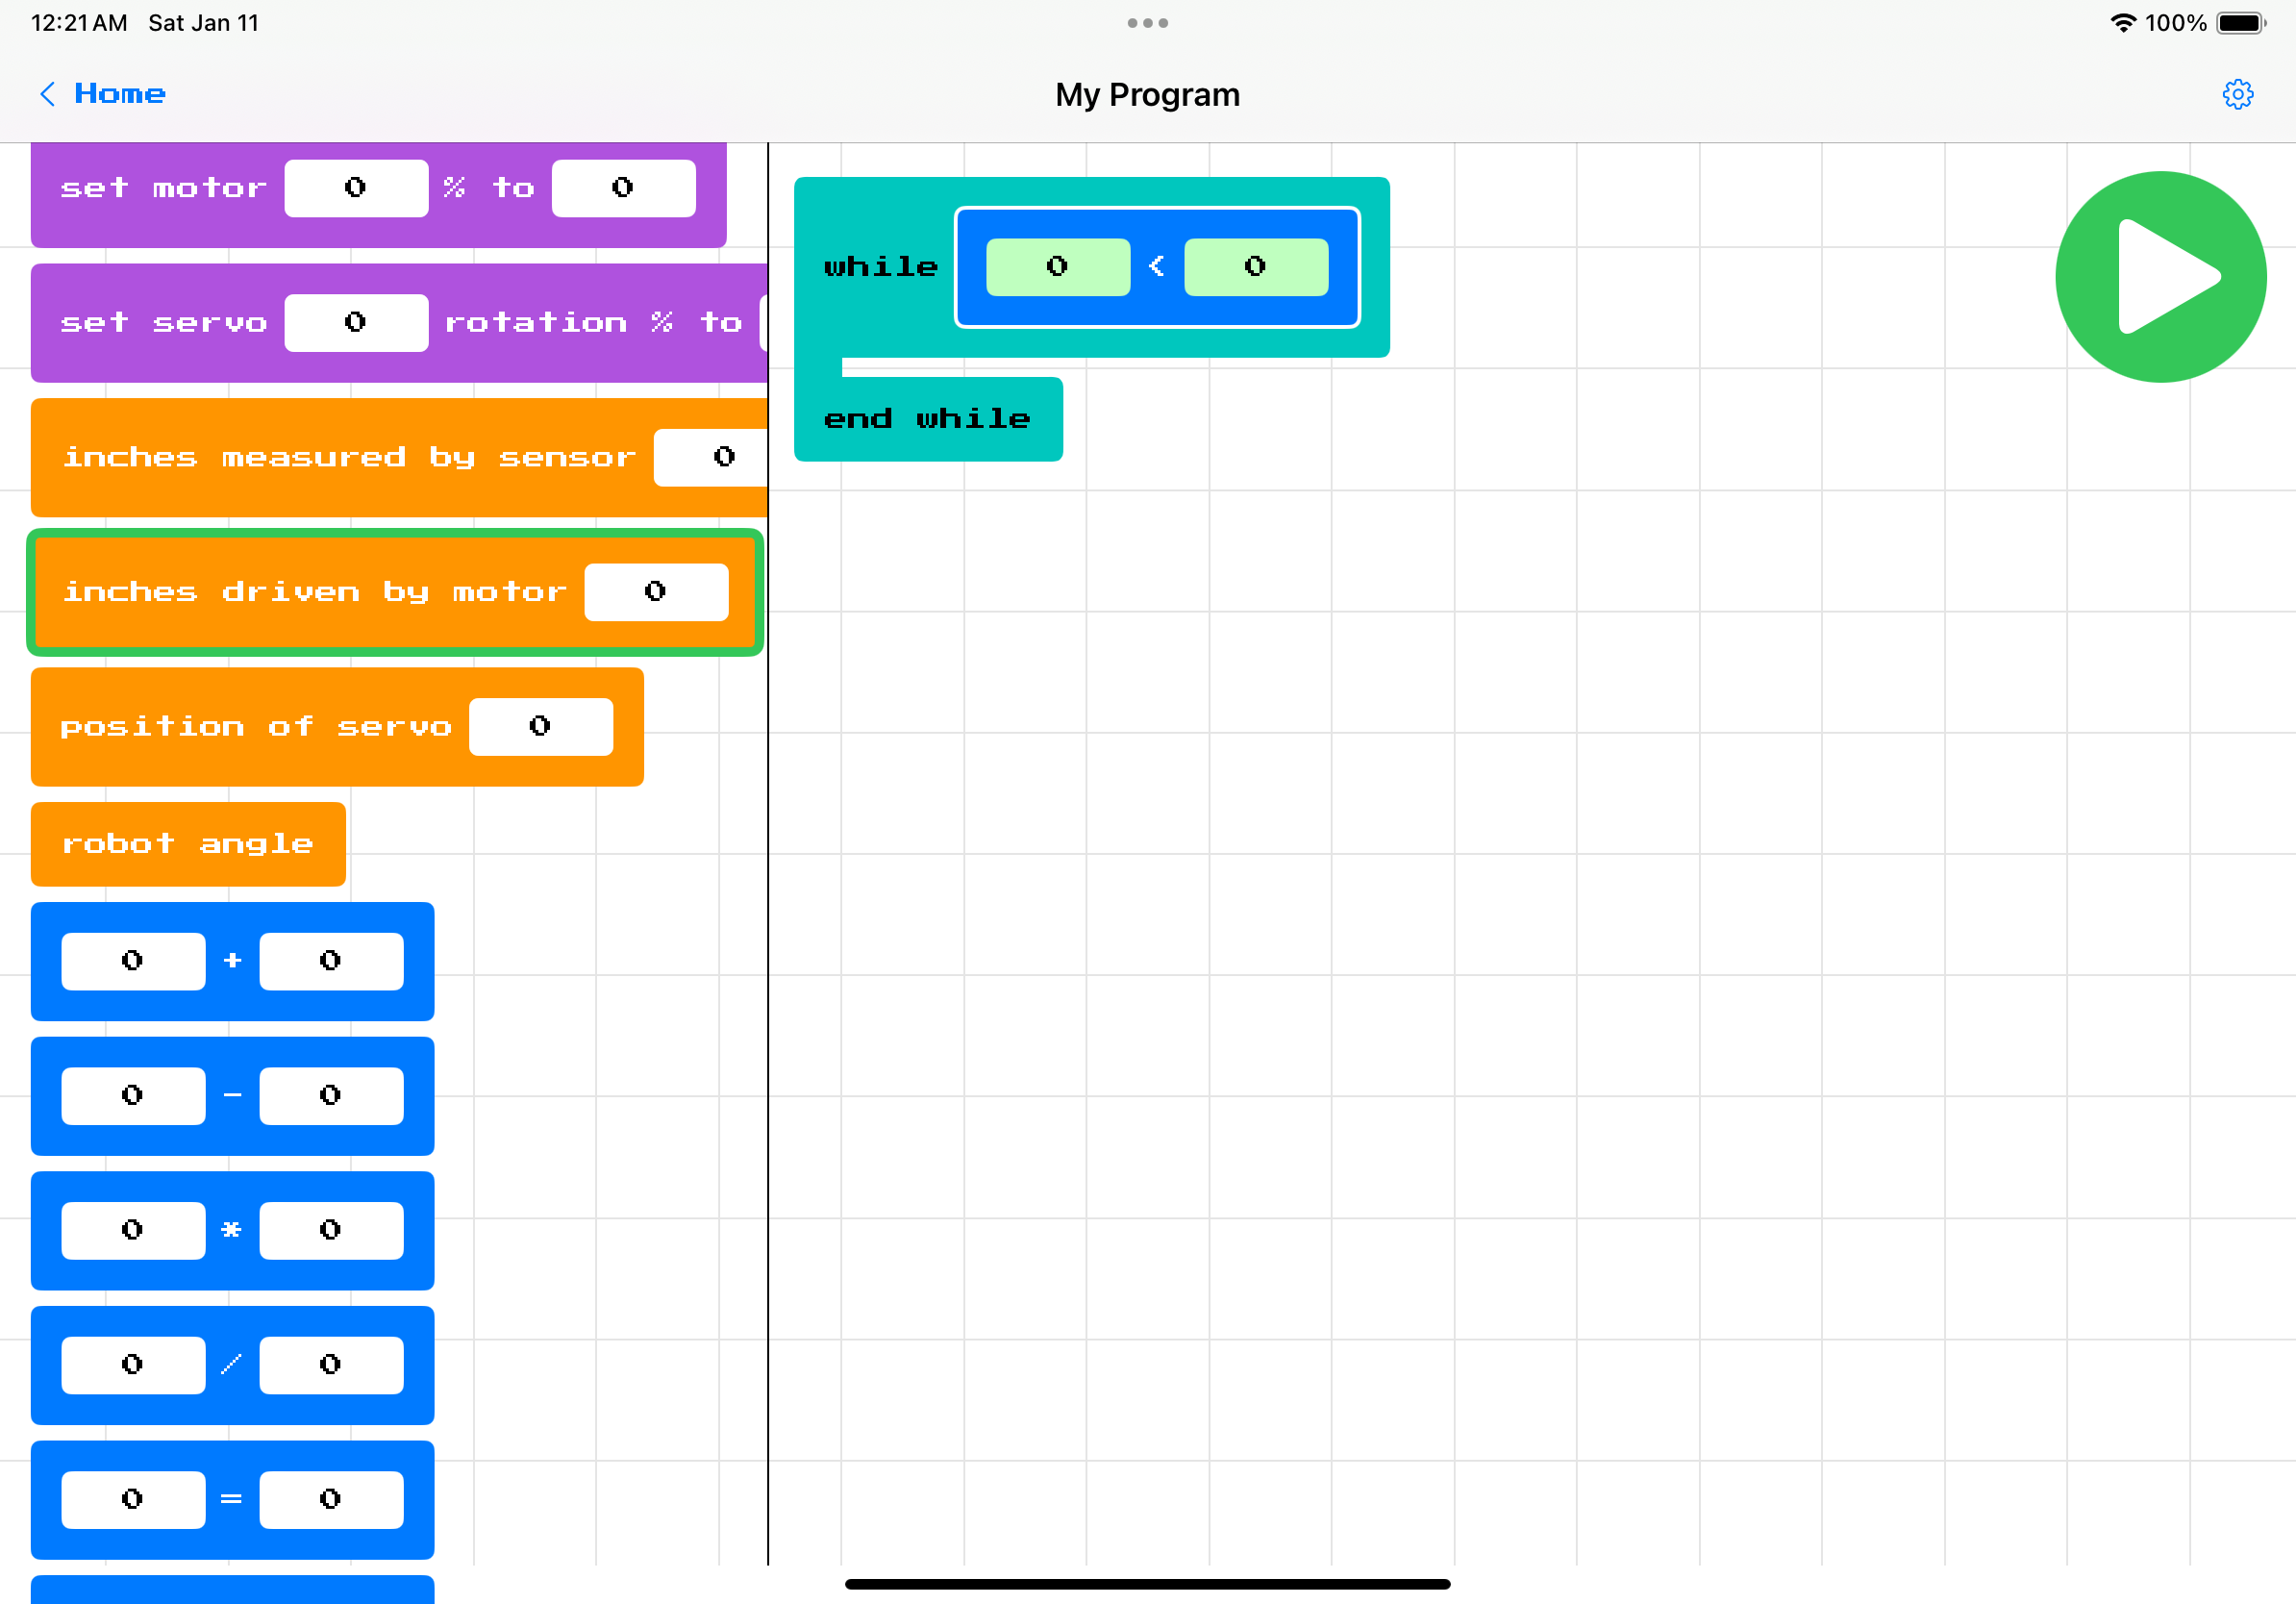 12:21 AM Sat Jan 11
100%
Home
My Program
set motor 0 % to 0
set servo 0 rotation % to
inches measured by sensor 0
inches driven by motor 0
position of servo 0
robot angle
0 + 0
0 - 0
0 * 0
0 / 0
0 = 0
while 0 < 0
end while